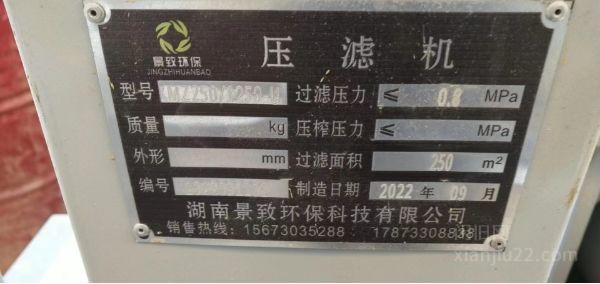 景致环保
JINGZHIHUANBAO
压滤机
型号 过滤压力 ≤ 0.8 MPa
质量 kg 压榨压力 ≤ MPa
外形 mm 过滤面积 250 m²
编号 制造日期 2022 年 09 月
湖南景致环保科技有限公司
销售热线：15673035288 17873308838
xianjiu22.com